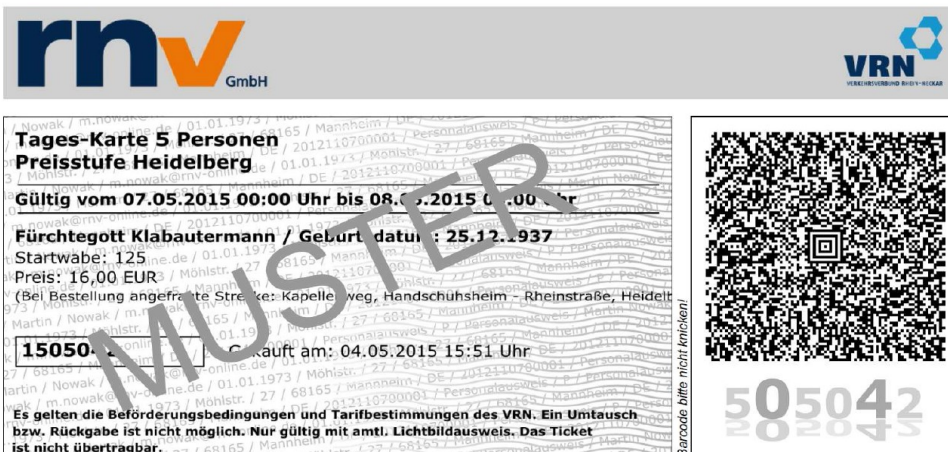 rnv GmbH
VRN
VERKEHRSVERBUND RHEIN-NECKAR
Tages-Karte 5 Personen
Preisstufe Heidelberg
Gültig vom 07.05.2015 00:00 Uhr bis 08. .2015 Uhr
Fürchtegott Klabautermann / Geburtsdatum: 25.12.1937
Startwabe: 125
Preis: 16,00 EUR
(Bei Bestellung angefragte Strecke: Kapellenweg, Handschuhsheim - Rheinstraße, Heidelb
Gekauft am: 04.05.2015 15:51 Uhr
Es gelten die Beförderungsbedingungen und Tarifbestimmungen des VRN. Ein Umtausch
bzw. Rückgabe ist nicht möglich. Nur gültig mit amtl. Lichtbildausweis. Das Ticket
ist nicht übertragbar.
MUSTER
Barcode bitte nicht knicken!
505042